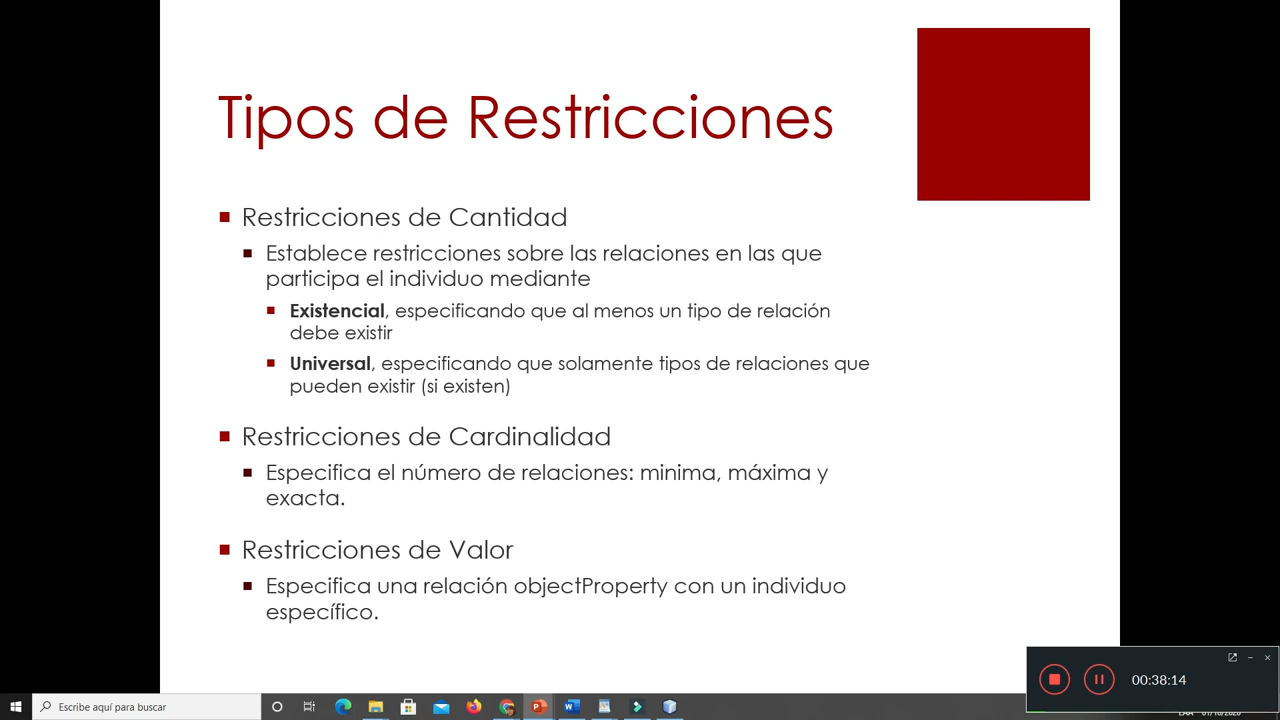 Tipos de Restricciones
Restricciones de Cantidad
Establece restricciones sobre las relaciones en las que
participa el individuo mediante
Existencial, especificando que al menos un tipo de relación
debe existir
Universal, especificando que solamente tipos de relaciones que
pueden existir (si existen)
Restricciones de Cardinalidad
Especifica el número de relaciones: minima, máxima y
exacta.
Restricciones de Valor
Especifica una relación objectProperty con un individuo
específico.
00:38:14
Escribe aquí para buscar